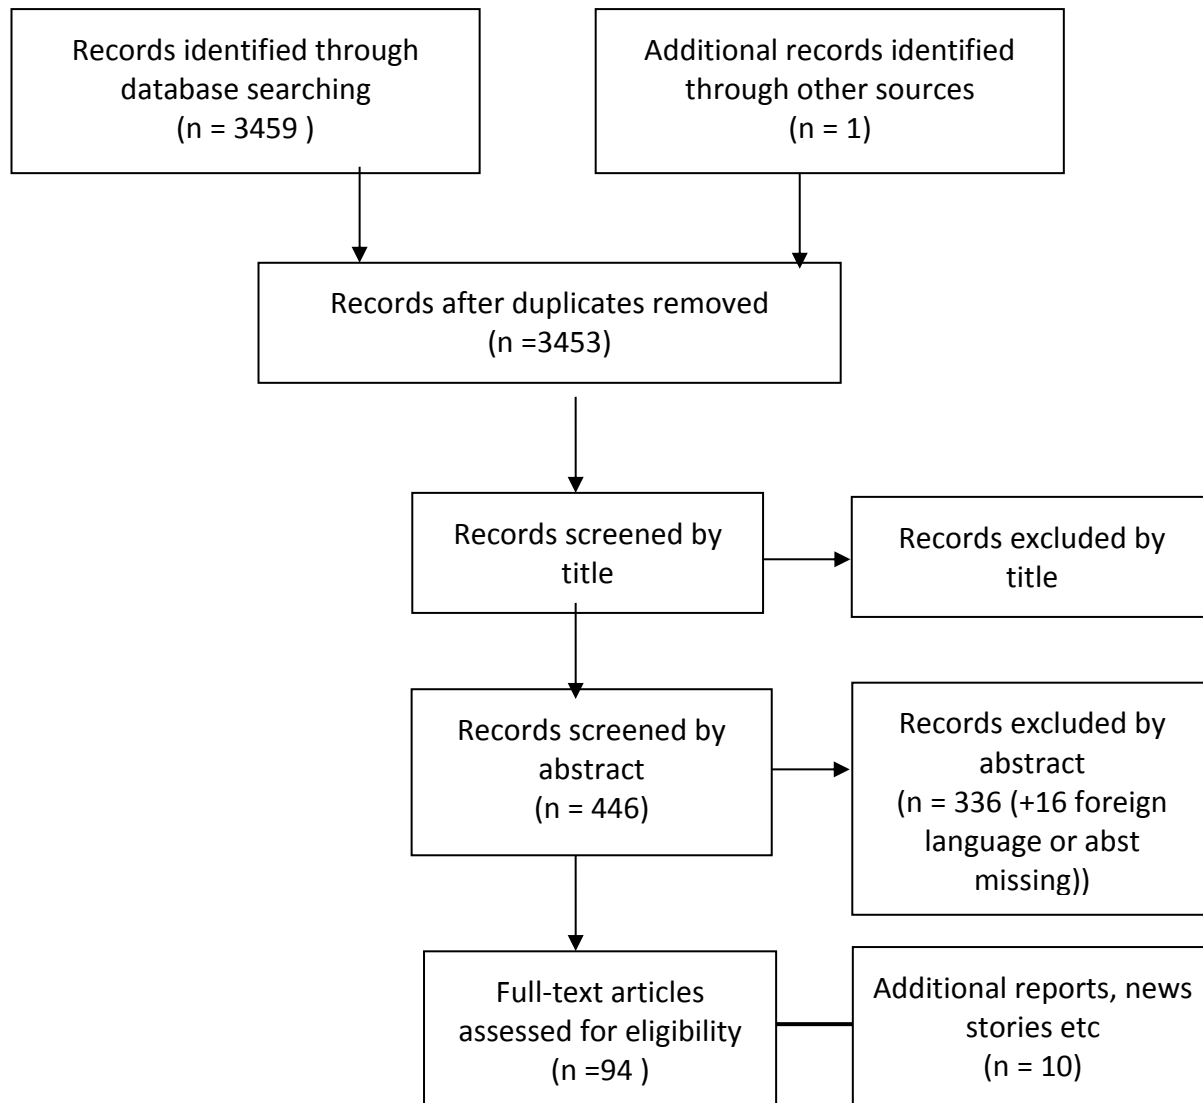 Records identified through
database searching
(n = 3459 )
Additional records identified
through other sources
(n = 1)
Records after duplicates removed
(n =3453)
Records screened by
title
Records excluded by
title
Records screened by
abstract
(n = 446)
Records excluded by
abstract
(n = 336 (+16 foreign
language or abst
missing))
Full-text articles
assessed for eligibility
(n =94 )
Additional reports, news
stories etc
(n = 10)